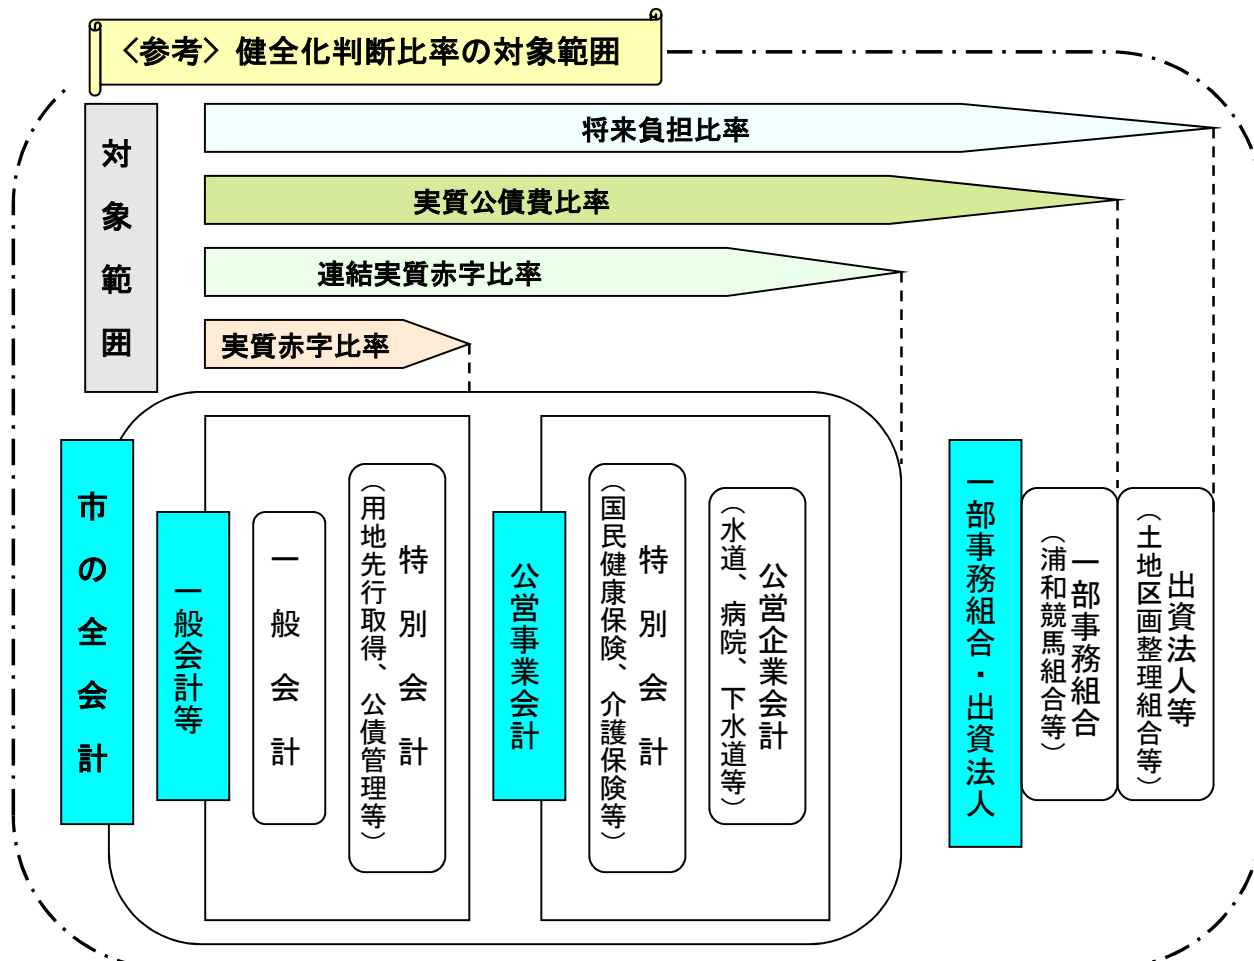 〈参考〉健全化判断比率の対象範囲
対象範囲
将来負担比率
実質公債費比率
連結実質赤字比率
実質赤字比率
市の全会計
一般会計等
一般会計
特別会計
（用地先行取得、公債管理等）
公営事業会計
特別会計
（国民健康保険、介護保険等）
公営企業会計
（水道、病院、下水道等）
一部事務組合・出資法人
一部事務組合
（浦和競馬組合等）
出資法人等
（土地区画整理組合等）